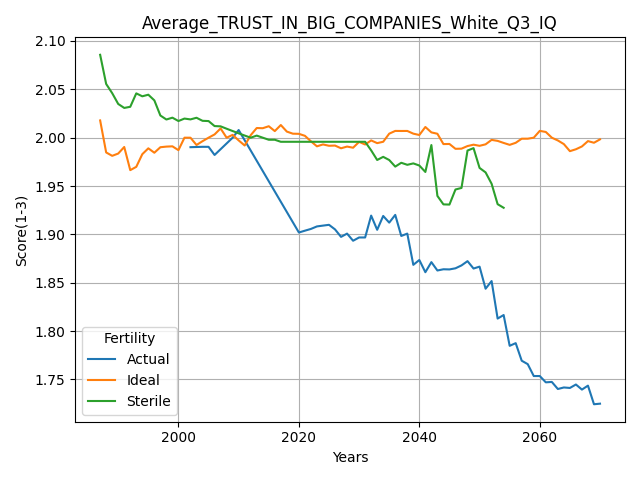 Average_TRUST_IN_BIG_COMPANIES_White_Q3_IQ
Score(1-3)
2.10
2.05
2.00
1.95
1.90
1.85
1.80
1.75
Fertility
Actual
Ideal
Sterile
2000 2020 2040 2060
Years